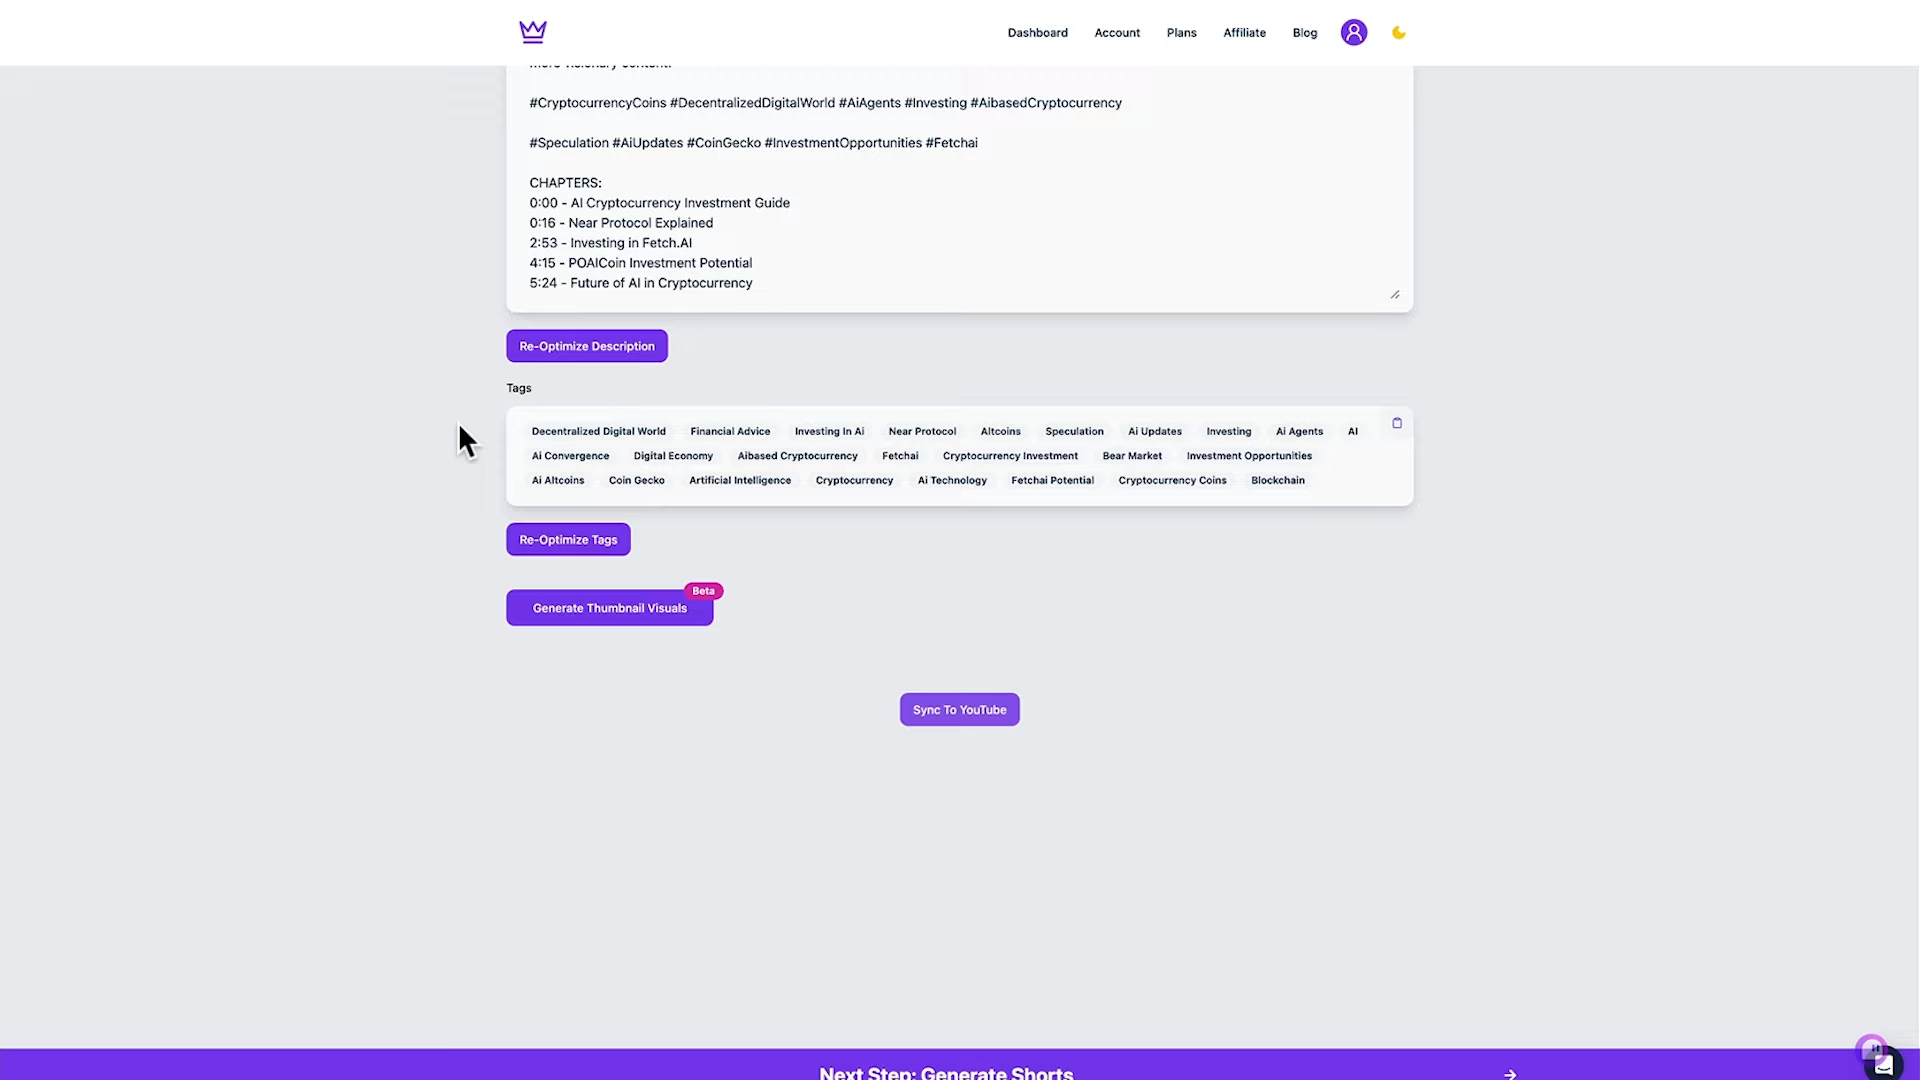 Dashboard Account Plans Affiliate Blog
more visionary content!
#CryptocurrencyCoins #DecentralizedDigitalWorld #AiAgents #Investing #AibasedCryptocurrency
#Speculation #AiUpdates #CoinGecko #InvestmentOpportunities #Fetchai
CHAPTERS:
0:00 - AI Cryptocurrency Investment Guide
0:16 - Near Protocol Explained
2:53 - Investing in Fetch.AI
4:15 - POAICoin Investment Potential
5:24 - Future of AI in Cryptocurrency
Re-Optimize Description
Tags
Decentralized Digital World Financial Advice Investing In Ai Near Protocol Altcoins Speculation Ai Updates Investing Ai Agents AI
Ai Convergence Digital Economy Aibased Cryptocurrency Fetchai Cryptocurrency Investment Bear Market Investment Opportunities
Ai Altcoins Coin Gecko Artificial Intelligence Cryptocurrency Ai Technology Fetchai Potential Cryptocurrency Coins Blockchain
Re-Optimize Tags
Beta
Generate Thumbnail Visuals
Sync To YouTube
Next Step: Generate Shorts